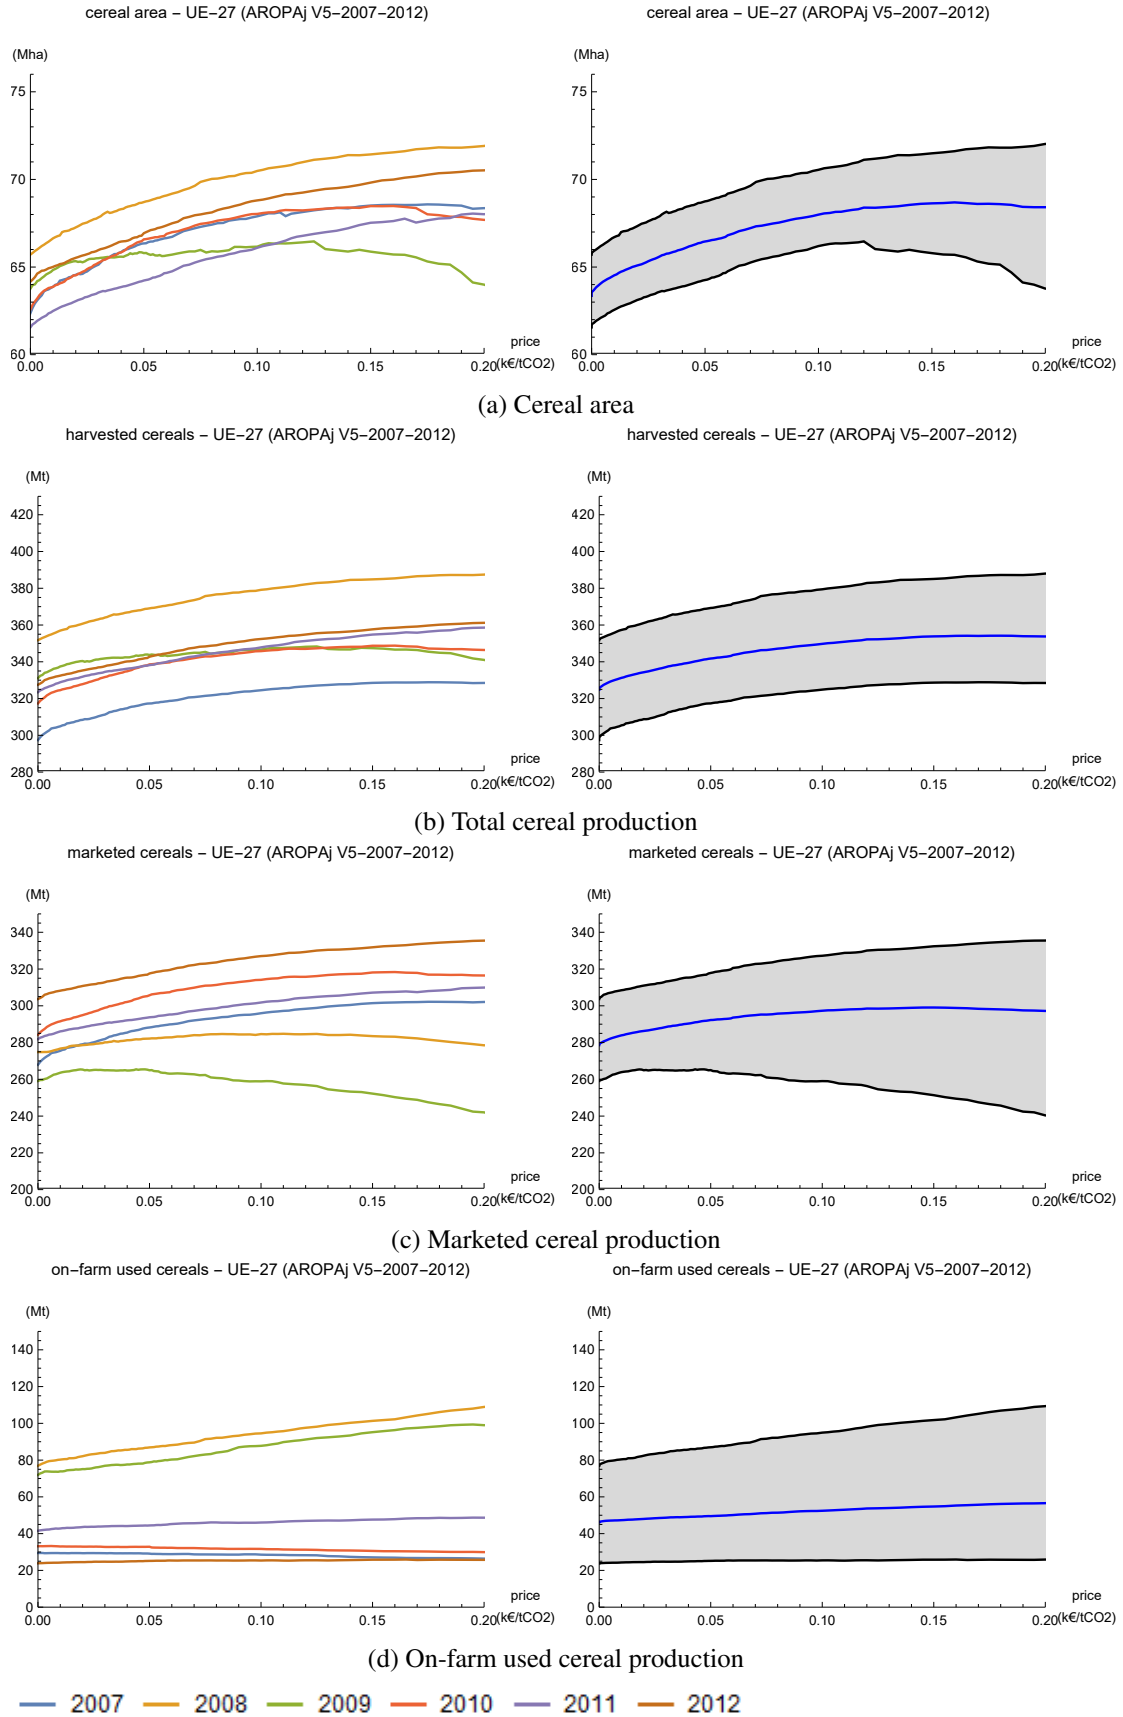 cereal area − UE−27 (AROPAj V5−2007−2012)
cereal area − UE−27 (AROPAj V5−2007−2012)
(Mha)
(Mha)
75
70
65
60
0.00 0.05 0.10 0.15 0.20
price
(k€/tCO2)
75
70
65
60
0.00 0.05 0.10 0.15 0.20
price
(k€/tCO2)
(a) Cereal area
harvested cereals − UE−27 (AROPAj V5−2007−2012)
harvested cereals − UE−27 (AROPAj V5−2007−2012)
(Mt)
(Mt)
420
400
380
360
340
320
300
280
0.00 0.05 0.10 0.15 0.20
price
(k€/tCO2)
420
400
380
360
340
320
300
280
0.00 0.05 0.10 0.15 0.20
price
(k€/tCO2)
(b) Total cereal production
marketed cereals − UE−27 (AROPAj V5−2007−2012)
marketed cereals − UE−27 (AROPAj V5−2007−2012)
(Mt)
(Mt)
340
320
300
280
260
240
220
200
0.00 0.05 0.10 0.15 0.20
price
(k€/tCO2)
340
320
300
280
260
240
220
200
0.00 0.05 0.10 0.15 0.20
price
(k€/tCO2)
(c) Marketed cereal production
on−farm used cereals − UE−27 (AROPAj V5−2007−2012)
on−farm used cereals − UE−27 (AROPAj V5−2007−2012)
(Mt)
(Mt)
140
120
100
80
60
40
20
0
0.00 0.05 0.10 0.15 0.20
price
(k€/tCO2)
140
120
100
80
60
40
20
0
0.00 0.05 0.10 0.15 0.20
price
(k€/tCO2)
(d) On-farm used cereal production
2007 2008 2009 2010 2011 2012